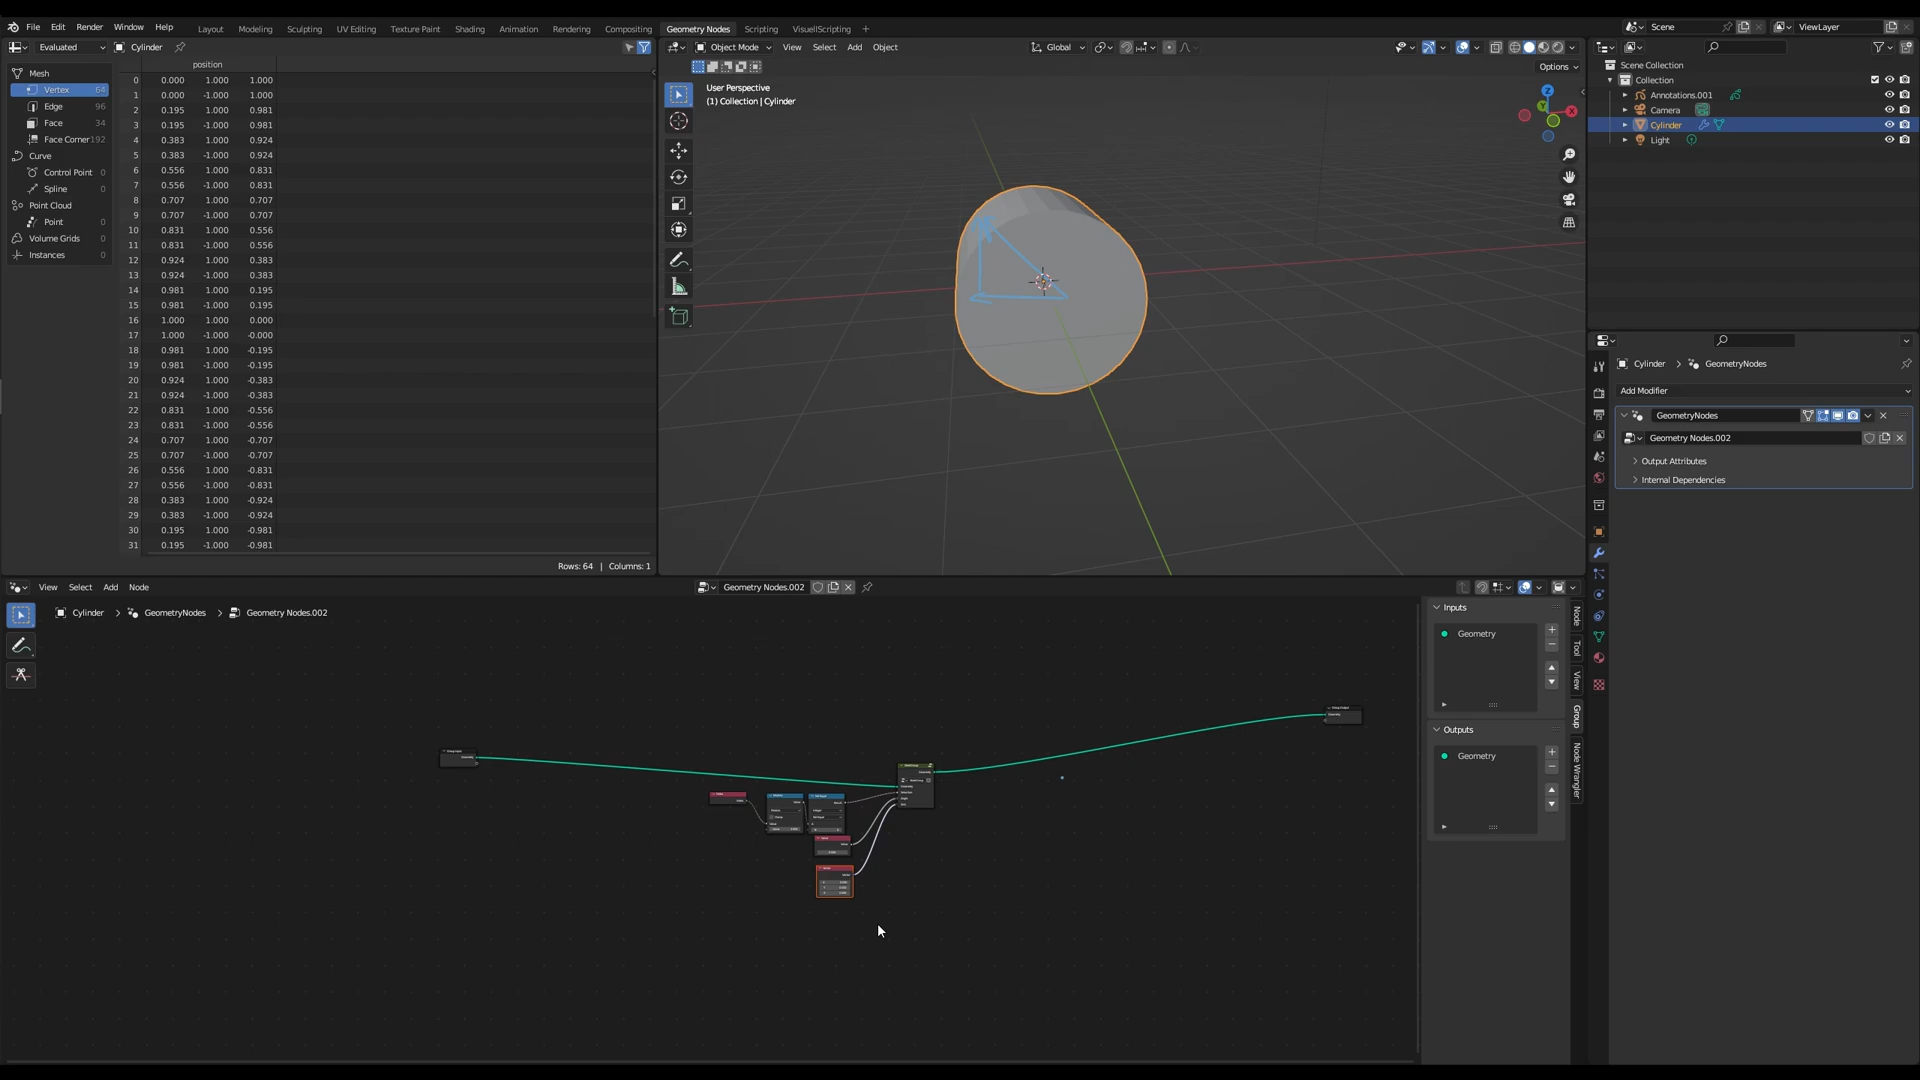 File Edit Render Window Help Layout Modeling Sculpting UV Editing Texture Paint Shading Animation Rendering Compositing Geometry Nodes Scripting VisuellScripting + Scene ViewLayer
Evaluated Cylinder
Object Mode View Select Add Object Global
Options
position
Mesh
Vertex 64
Edge 96
Face 34
Face Corner 192
Curve
Control Point 0
Spline 0
Point Cloud
Point 0
Volume Grids 0
Instances 0
0 0.000 1.000 1.000
1 0.000 -1.000 1.000
2 0.195 1.000 0.981
3 0.195 -1.000 0.981
4 0.383 1.000 0.924
5 0.383 -1.000 0.924
6 0.556 1.000 0.831
7 0.556 -1.000 0.831
8 0.707 1.000 0.707
9 0.707 -1.000 0.707
10 0.831 1.000 0.556
11 0.831 -1.000 0.556
12 0.924 1.000 0.383
13 0.924 -1.000 0.383
14 0.981 1.000 0.195
15 0.981 -1.000 0.195
16 1.000 1.000 0.000
17 1.000 -1.000 -0.000
18 0.981 1.000 -0.195
19 0.981 -1.000 -0.195
20 0.924 1.000 -0.383
21 0.924 -1.000 -0.383
22 0.831 1.000 -0.556
23 0.831 -1.000 -0.556
24 0.707 1.000 -0.707
25 0.707 -1.000 -0.707
26 0.556 1.000 -0.831
27 0.556 -1.000 -0.831
28 0.383 1.000 -0.924
29 0.383 -1.000 -0.924
30 0.195 1.000 -0.981
31 0.195 -1.000 -0.981
Rows: 64 | Columns: 1
User Perspective
(1) Collection | Cylinder
Z
X
Y
Scene Collection
Collection
Annotations.001
Camera
Cylinder
Light
Cylinder > GeometryNodes
Add Modifier
GeometryNodes
Geometry Nodes.002
Output Attributes
Internal Dependencies
View Select Add Node
Geometry Nodes.002
Cylinder > GeometryNodes > Geometry Nodes.002
Inputs
Geometry
Outputs
Geometry
Node
Tool
View
Group
Node Wrangler